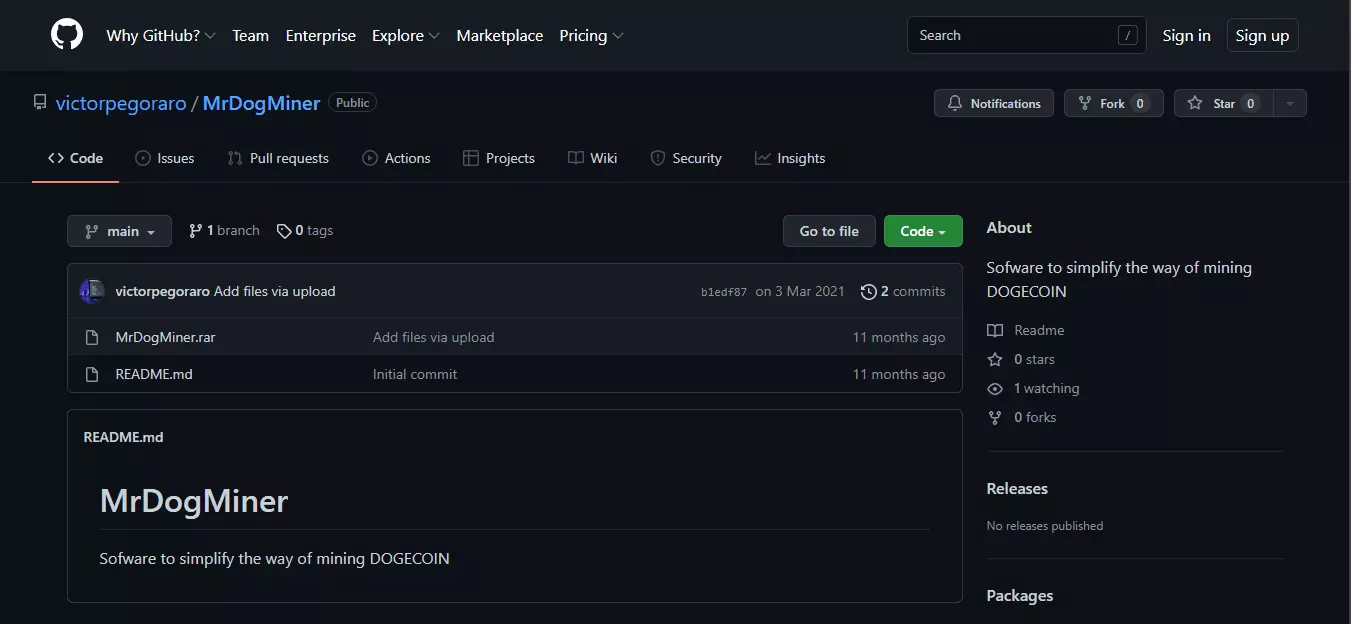 Why GitHub? Team Enterprise Explore Marketplace Pricing Search / Sign in Sign up
victorpegoraro / MrDogMiner Public Notifications Fork 0 Star 0
Code Issues Pull requests Actions Projects Wiki Security Insights
main 1 branch 0 tags Go to file Code
victorpegoraro Add files via upload b1edf87 on 3 Mar 2021 2 commits
MrDogMiner.rar Add files via upload 11 months ago
README.md Initial commit 11 months ago
README.md
MrDogMiner
Sofware to simplify the way of mining DOGECOIN
About
Sofware to simplify the way of mining
DOGECOIN
Readme
0 stars
1 watching
0 forks
Releases
No releases published
Packages